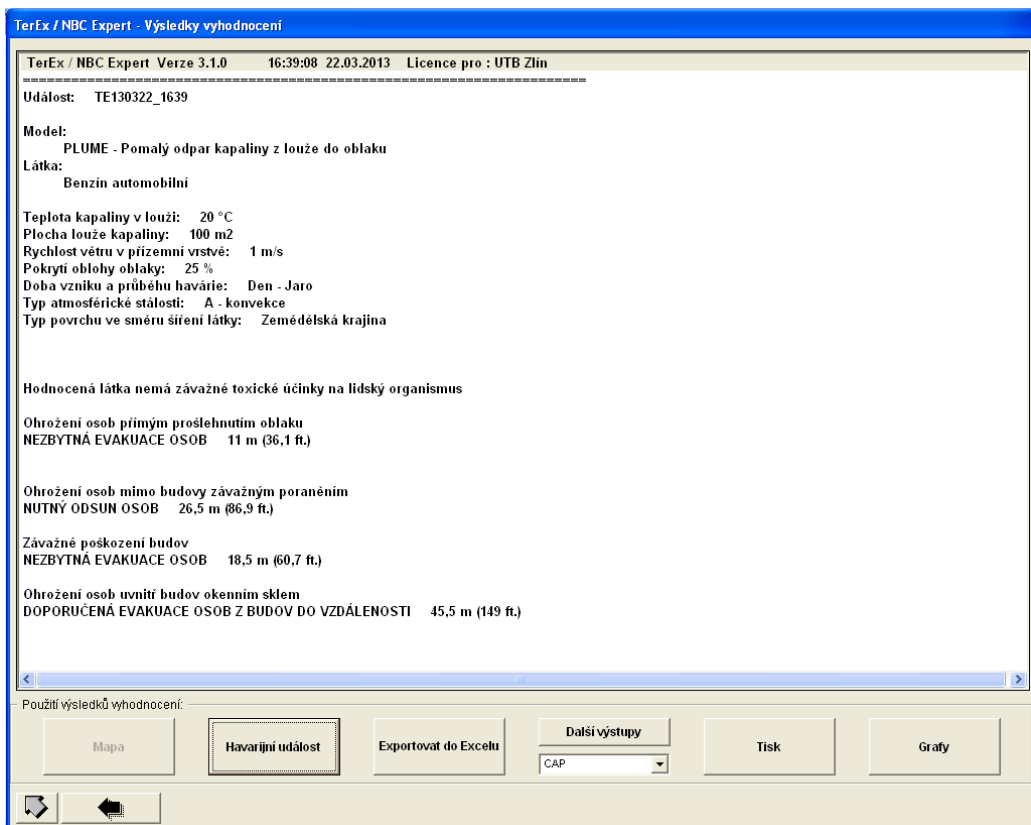 TerEx / NBC Expert - Výsledky vyhodnocení
TerEx / NBC Expert Verze 3.1.0 16:39:08 22.03.2013 Licence pro : UTB Zlín
========================================================================
Událost: TE130322_1639
Model:
PLUME - Pomalý odpar kapaliny z louže do oblaku
Látka:
Benzín automobilní
Teplota kapaliny v louži: 20 °C
Plocha louže kapaliny: 100 m2
Rychlost větru v přízemní vrstvě: 1 m/s
Pokrytí oblohy oblaky: 25 %
Doba vzniku a průběhu havárie: Den - Jaro
Typ atmosférické stálosti: A - konvekce
Typ povrchu ve směru šíření látky: Zemědělská krajina
Hodnocená látka nemá závažné toxické účinky na lidský organismus
Ohrožení osob přímým prošlehnutím oblaku
NEZBYTNÁ EVAKUACE OSOB 11 m (36,1 ft.)
Ohrožení osob mimo budovy závažným poraněním
NUTNÝ ODSUN OSOB 26,5 m (86,9 ft.)
Závažné poškození budov
NEZBYTNÁ EVAKUACE OSOB 18,5 m (60,7 ft.)
Ohrožení osob uvnitř budov okenním sklem
DOPORUČENÁ EVAKUACE OSOB Z BUDOV DO VZDÁLENOSTI 45,5 m (149 ft.)
Použití výsledků vyhodnocení:
Mapa
Havarijní událost
Exportovat do Excelu
Další výstupy
CAP
Tisk
Grafy